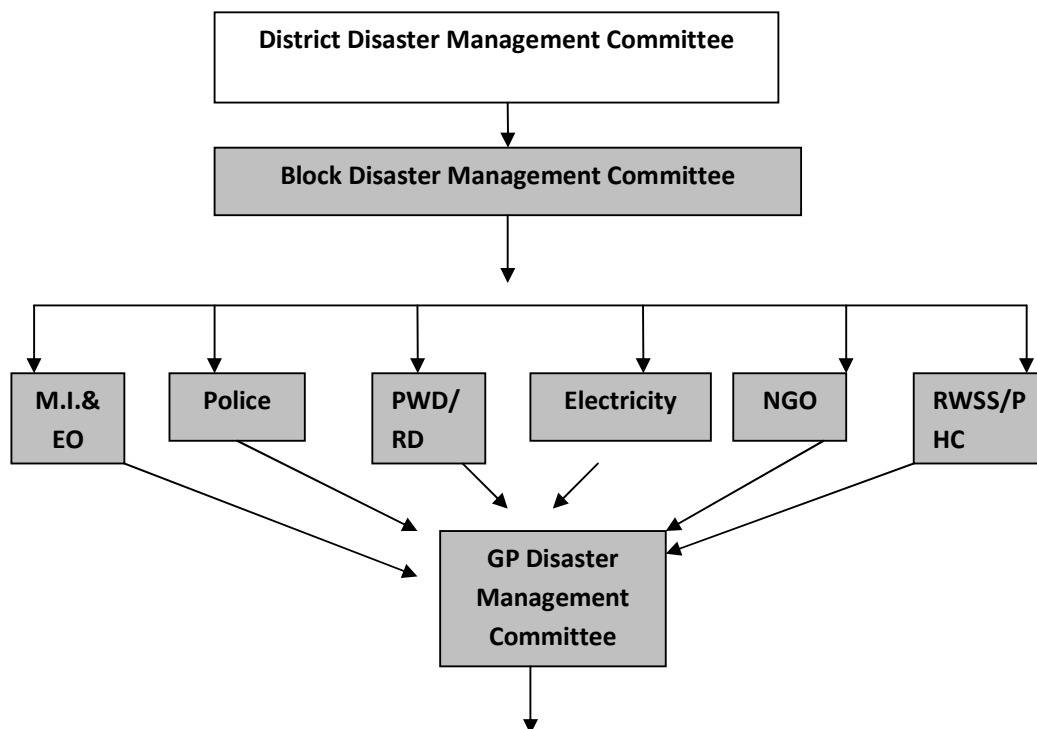 District Disaster Management Committee
Block Disaster Management Committee
M.I.&
EO
Police
PWD/
RD
Electricity
NGO
RWSS/P
HC
GP Disaster
Management
Committee